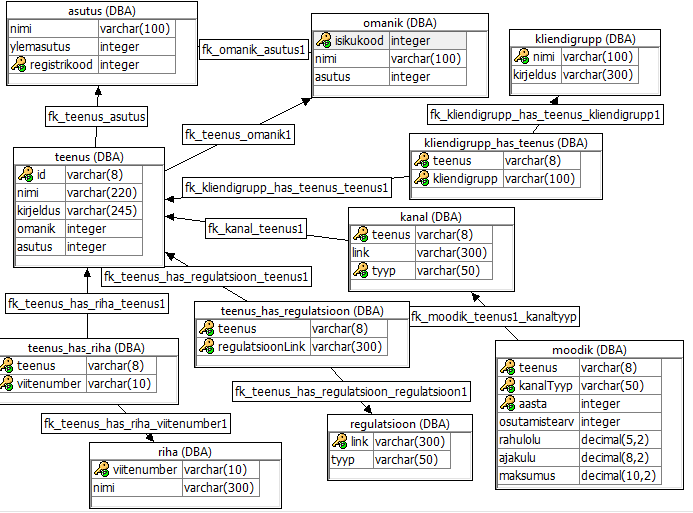 asutus (DBA)
nimi varchar(100)
ylemasutus integer
registrikood integer
fk_omanik_asutus1
omanik (DBA)
isikukood integer
nimi varchar(100)
asutus integer
kliendigrupp (DBA)
nimi varchar(100)
kirjeldus varchar(300)
fk_teenus_asutus
fk_teenus_omanik1
fk_kliendigrupp_has_teenus_kliendigrupp1
teenus (DBA)
id varchar(8)
nimi varchar(220)
kirjeldus varchar(245)
omanik integer
asutus integer
kliendigrupp_has_teenus (DBA)
teenus varchar(8)
kliendigrupp varchar(100)
fk_kliendigrupp_has_teenus_teenus1
fk_kanal_teenus1
kanal (DBA)
teenus varchar(8)
link varchar(300)
tyyp varchar(50)
fk_teenus_has_regulatsioon_teenus1
fk_teenus_has_riha_teenus1
teenus_has_regulatsioon (DBA)
teenus varchar(8)
regulatsioonLink varchar(300)
fk_moodik_teenus1_kanaltyyp
teenus_has_riha (DBA)
teenus varchar(8)
viitenumber varchar(10)
moodik (DBA)
teenus varchar(8)
kanalTyyp varchar(50)
aasta integer
osutamistearv integer
rahulolu decimal(5,2)
ajakulu decimal(8,2)
maksumus decimal(10,2)
fk_teenus_has_regulatsioon_regulatsioon1
fk_teenus_has_riha_viitenumber1
regulatsioon (DBA)
link varchar(300)
tyyp varchar(50)
riha (DBA)
viitenumber varchar(10)
nimi varchar(300)